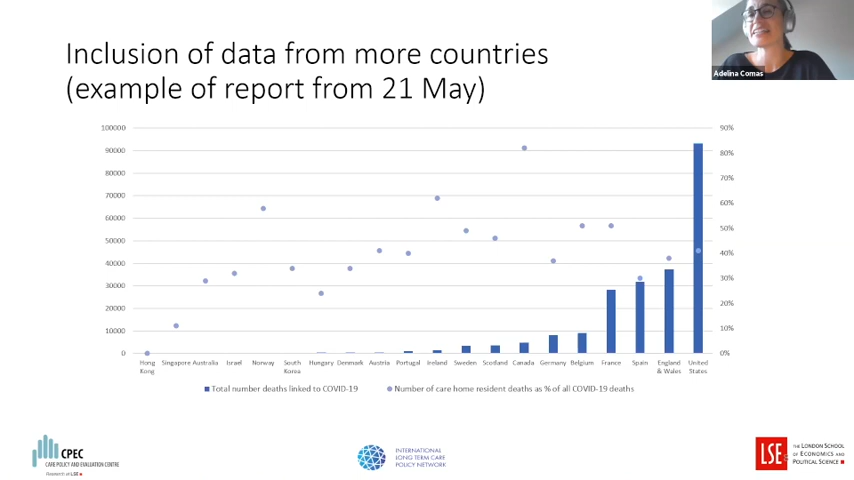 Adelina Comas
Inclusion of data from more countries
(example of report from 21 May)
100000
90000
80000
70000
60000
50000
40000
30000
20000
10000
0
90%
80%
70%
60%
50%
40%
30%
20%
10%
0%
Hong Kong
Singapore
Australia
Israel
Norway
South Korea
Hungary
Denmark
Austria
Portugal
Ireland
Sweden
Scotland
Canada
Germany
Belgium
France
Spain
England & Wales
United States
Total number deaths linked to COVID-19
Number of care home resident deaths as % of all COVID-19 deaths
CPEC
CARE POLICY AND EVALUATION CENTRE
Research at LSE
INTERNATIONAL
LONG TERM CARE
POLICY NETWORK
LSE
THE LONDON SCHOOL
OF ECONOMICS AND
POLITICAL SCIENCE